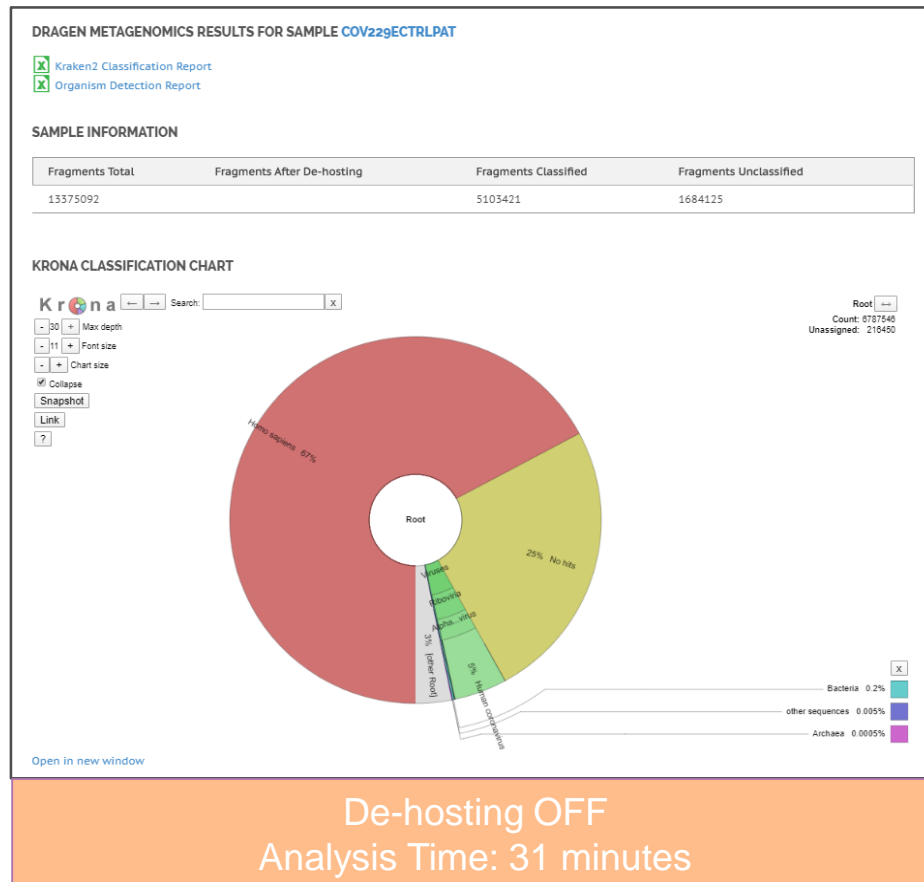 DRAGEN METAGENOMICS RESULTS FOR SAMPLE COV229ECTRLPAT
Kraken2 Classification Report
Organism Detection Report
SAMPLE INFORMATION
Fragments Total Fragments After De-hosting Fragments Classified Fragments Unclassified
13375092 5103421 1684125
KRONA CLASSIFICATION CHART
Krona ← → Search: x
- 30 + Max depth
- 11 + Font size
- + Chart size
Collapse
Snapshot
Link
?
Root ↔
Count: 6787546
Unassigned: 216450
Homo sapiens 67%
Root
25% No hits
Viruses
Riboviria
Alpha...virus
5% Human coronavirus
3% [other Root]
x
Bacteria 0.2%
other sequences 0.005%
Archaea 0.0005%
Open in new window
De-hosting OFF
Analysis Time: 31 minutes